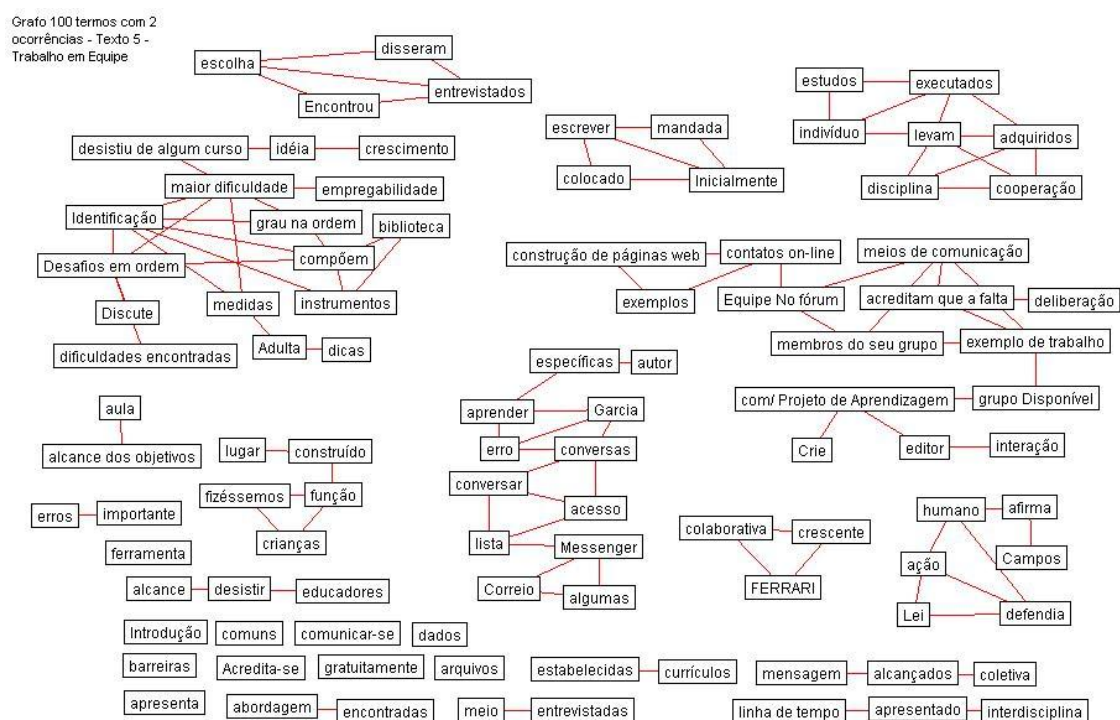 Grafo 100 termos com 2
ocorrências - Texto 5 -
Trabalho em Equipe
disseram
escolha
entrevistados
Encontrou
estudos
executados
escrever
mandada
indivíduo
levam
adquiridos
desistiu de algum curso
idéia
crescimento
colocado
Inicialmente
disciplina
cooperação
maior dificuldade
empregabilidade
Identificação
grau na ordem
biblioteca
Desafios em ordem
compõem
construção de páginas web
contatos on-line
meios de comunicação
medidas
instrumentos
exemplos
Equipe No fórum
acreditam que a falta
deliberação
Discute
dificuldades encontradas
Adulta
dicas
membros do seu grupo
exemplo de trabalho
específicas
autor
com/ Projeto de Aprendizagem
grupo Disponível
aula
aprender
Garcia
alcance dos objetivos
lugar
construído
erro
conversas
Crie
editor
interação
fizéssemos
função
conversar
acesso
erros
importante
crianças
lista
Messenger
colaborativa
crescente
humano
afirma
ferramenta
Campos
ação
alcance
desistir
educadores
Correio
algumas
FERRARI
Lei
defendia
Introdução
comuns
comunicar-se
dados
barreiras
Acredita-se
gratuitamente
arquivos
estabelecidas
currículos
mensagem
alcançados
coletiva
apresenta
abordagem
encontradas
meio
entrevistadas
linha de tempo
apresentado
interdisciplina